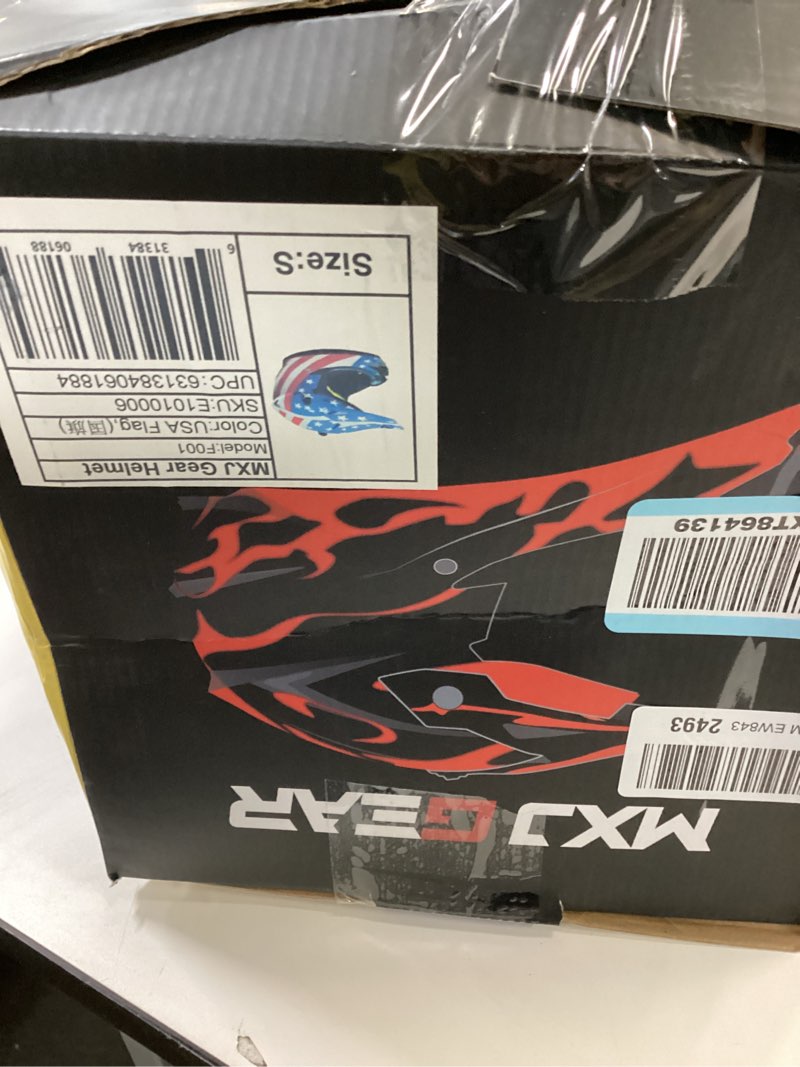 MXJ GEAR
M EW843 2493
XT864139
MXJ Gear Helmet
Model:F001
Color:USA Flag,(国旗)
SKU:E1010006
UPC:631384061884
6 31384 06188
Size:S